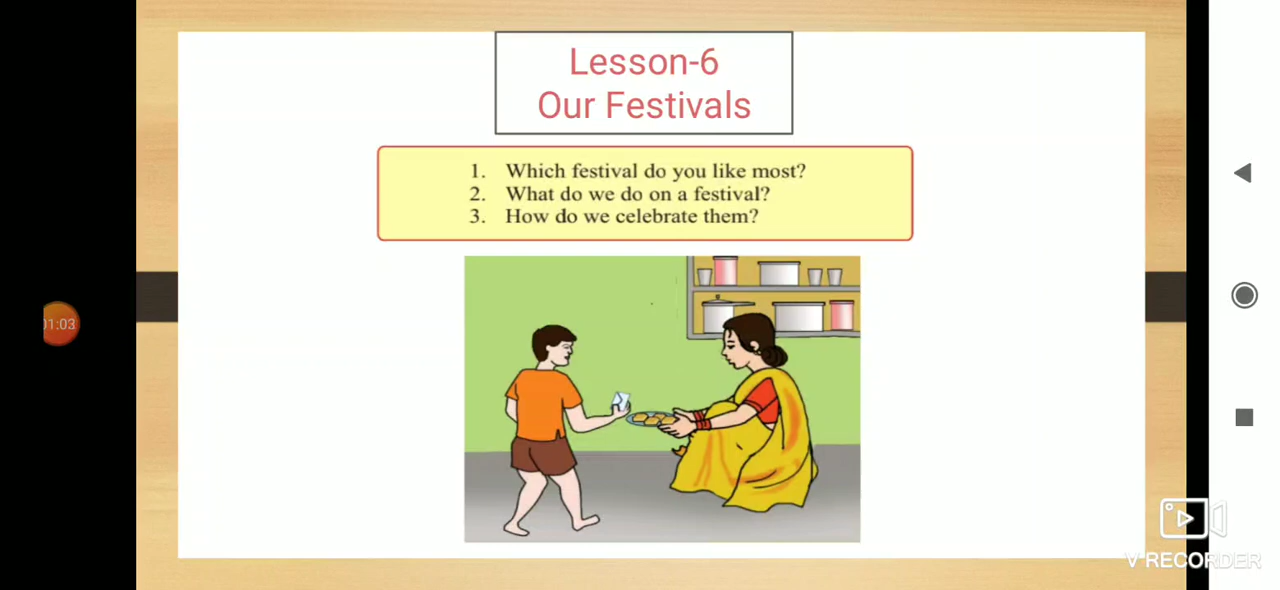 Lesson-6
Our Festivals
1. Which festival do you like most?
2. What do we do on a festival?
3. How do we celebrate them?
01:03
V-RECORDER